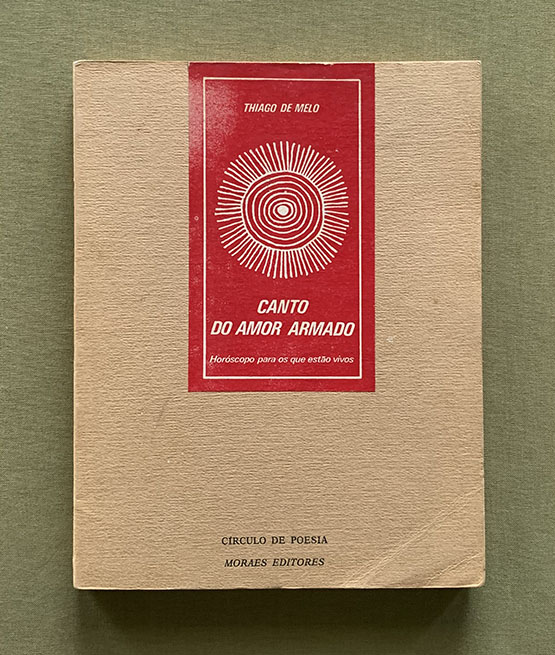 THIAGO DE MELO
CANTO
DO AMOR ARMADO
Horóscopo para os que estão vivos
CÍRCULO DE POESIA
MORAES EDITORES